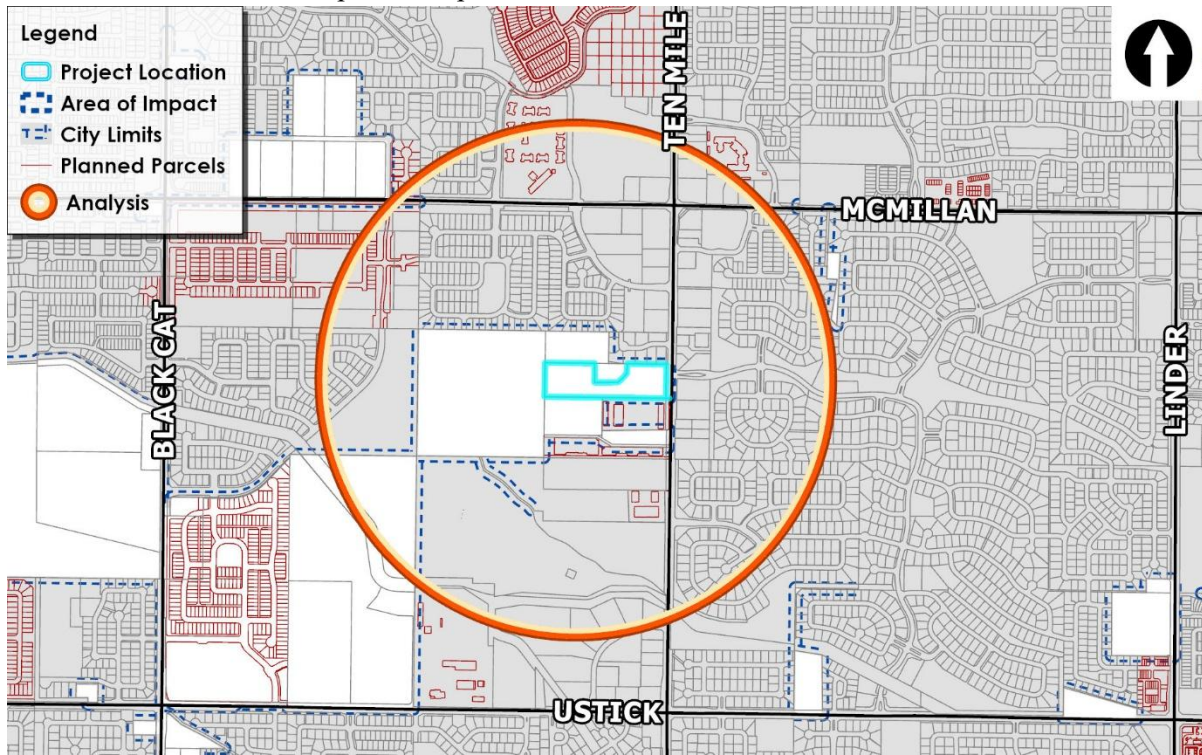 Legend
Project Location
Area of Impact
City Limits
Planned Parcels
Analysis
TEN MILE
MCMILLAN
BLACK CAT
LINDER
USTICK